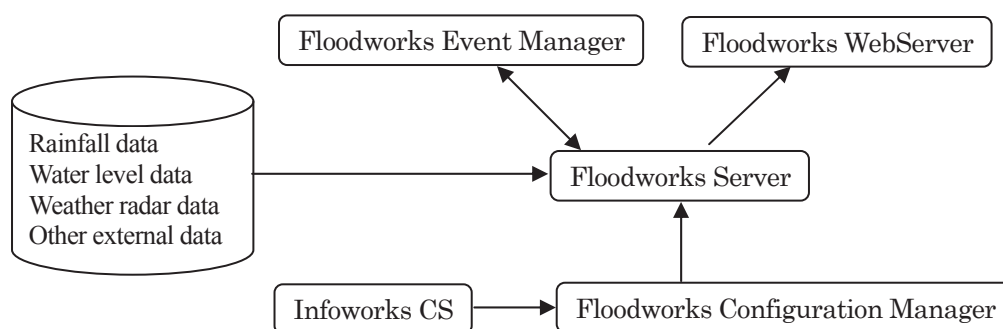 Floodworks Event Manager
Floodworks WebServer
Rainfall data
Water level data
Weather radar data
Other external data
Floodworks Server
Infoworks CS
Floodworks Configuration Manager